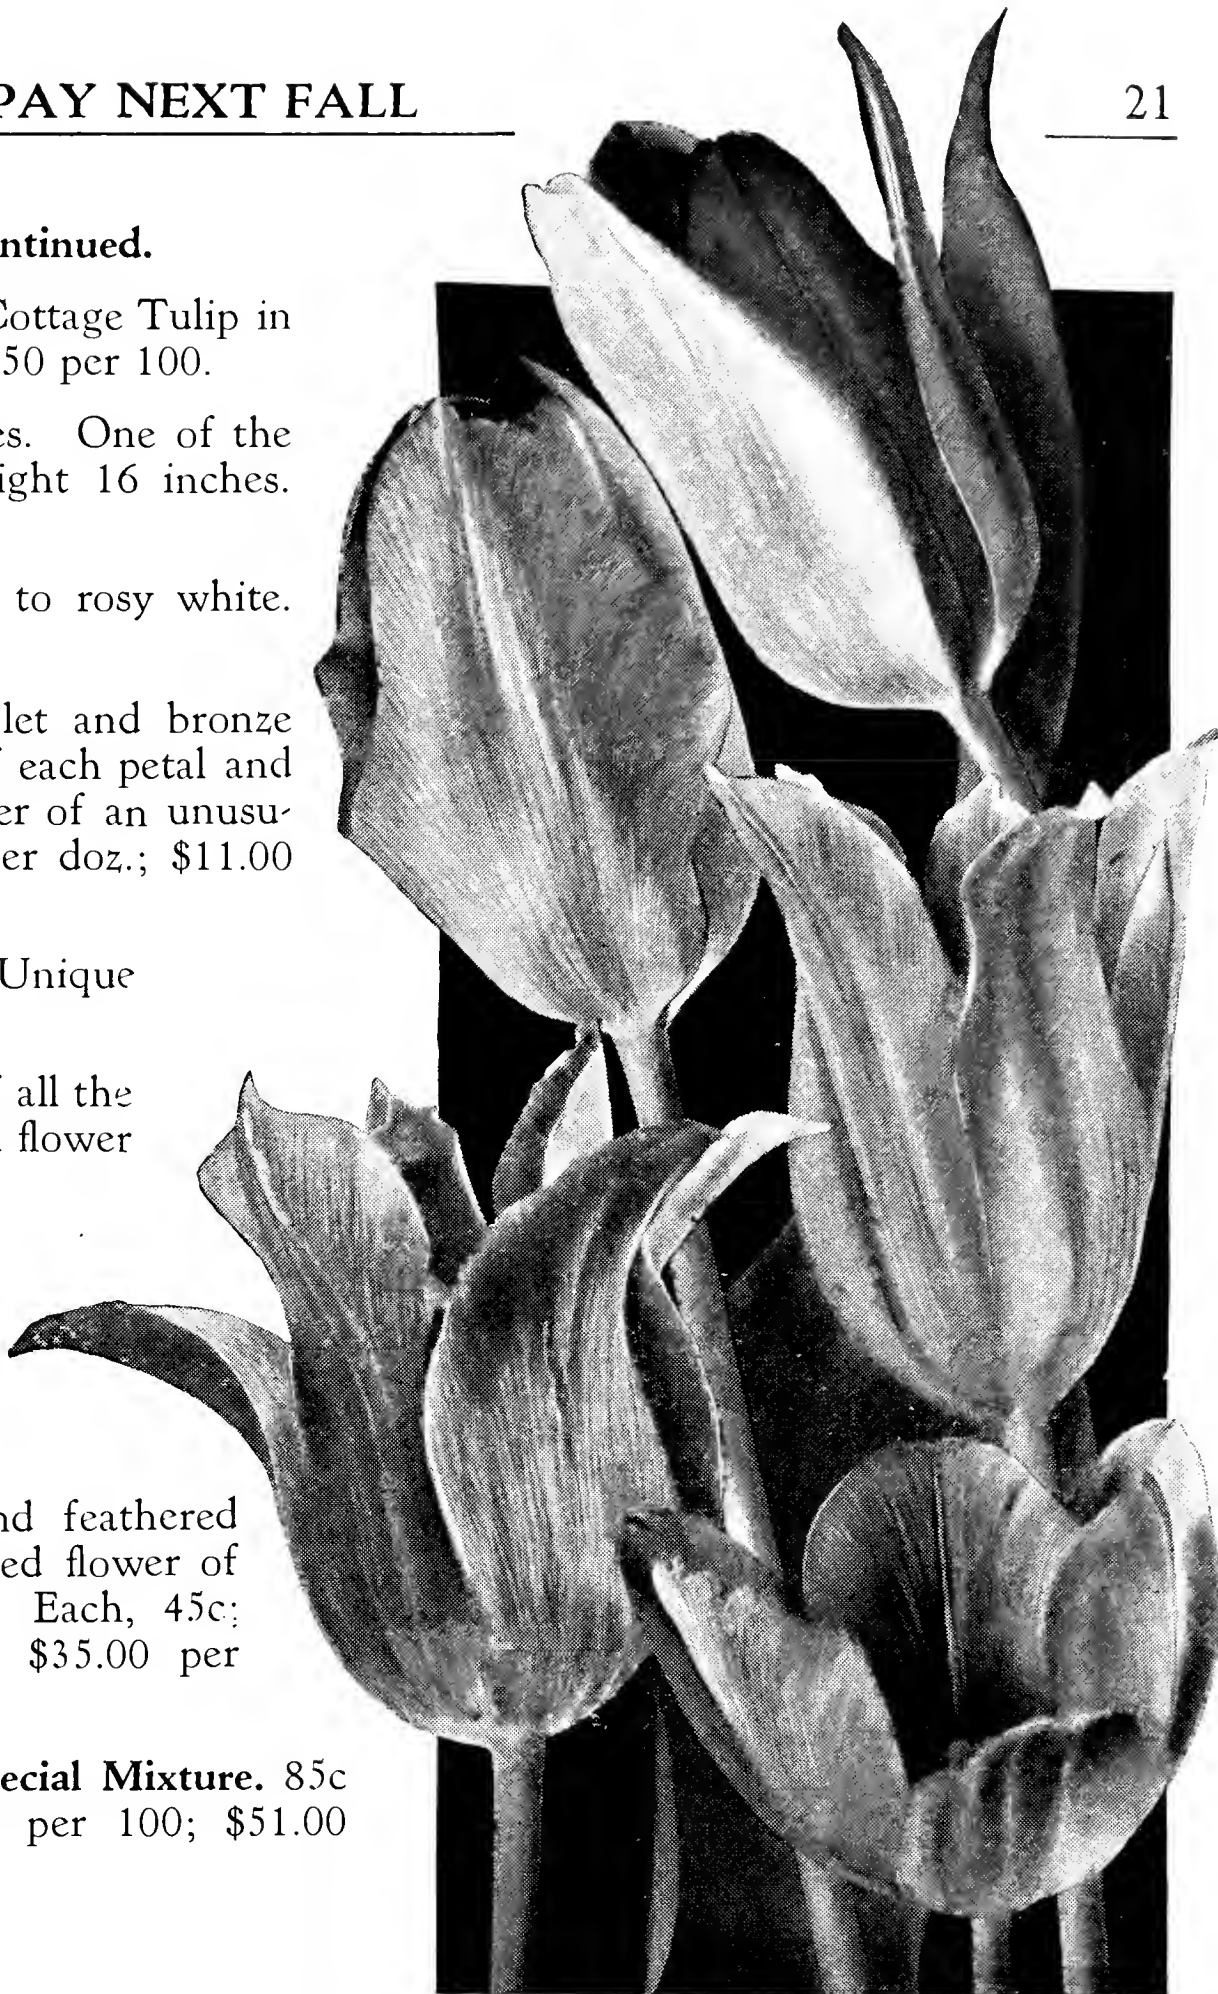 PAY NEXT FALL 21
ntinued.
Cottage Tulip in
50 per 100.
es. One of the
ight 16 inches.
to rosy white.
let and bronze
each petal and
er of an unusu-
er doz.; $11.00
Unique
all the
flower
nd feathered
ed flower of
Each, 45c;
$35.00 per
ecial Mixture. 85c
per 100; $51.00